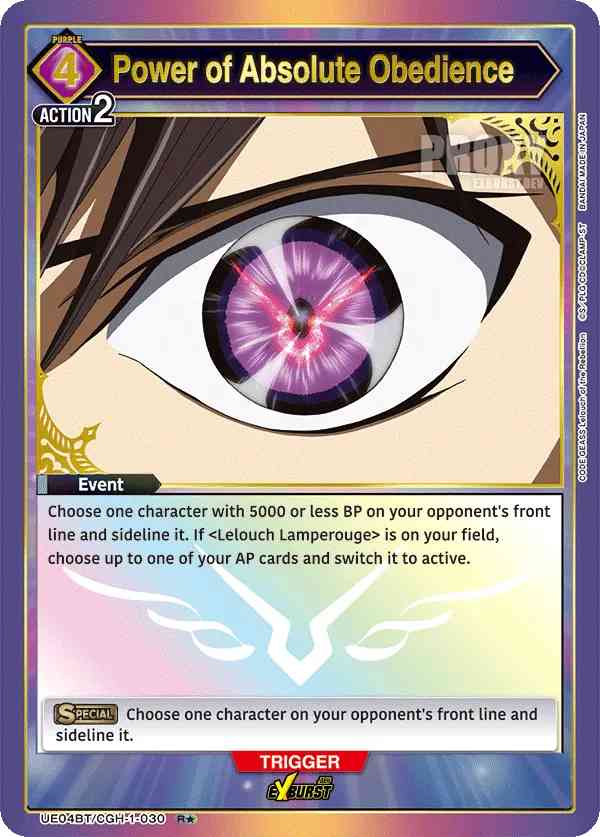 PURPLE
4
Power of Absolute Obedience
ACTION 2
PROXY
EXBURST.DEV
BANDAI MADE IN JAPAN
CODE GEASS Lelouch of the Rebellion
Event
Choose one character with 5000 or less BP on your opponent's front
line and sideline it. If <Lelouch Lamperouge> is on your field,
choose up to one of your AP cards and switch it to active.
SPECIAL Choose one character on your opponent's front line and
sideline it.
TRIGGER
EXBURST
UE04BT/CGH-1-030 R★